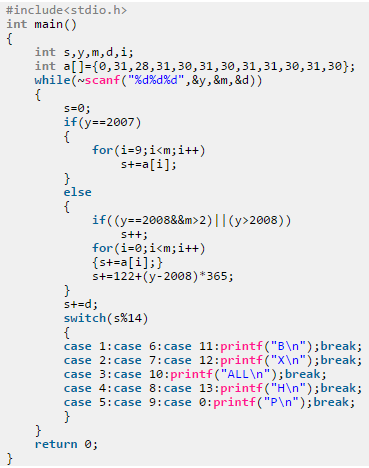 #include<stdio.h>
int main()
{
    int s,y,m,d,i;
    int a[]={0,31,28,31,30,31,30,31,31,30,31,30};
    while(~scanf("%d%d%d",&y,&m,&d))
    {
        s=0;
        if(y==2007)
        {
            for(i=9;i<m;i++)
                s+=a[i];
        }
        else
        {
            if((y==2008&&m>2)||(y>2008))
                s++;
            for(i=0;i<m;i++)
            {s+=a[i];}
            s+=122+(y-2008)*365;
        }
        s+=d;
        switch(s%14)
        {
        case 1:case 6:case 11:printf("B\n");break;
        case 2:case 7:case 12:printf("X\n");break;
        case 3:case 10:printf("ALL\n");break;
        case 4:case 8:case 13:printf("H\n");break;
        case 5:case 9:case 0:printf("P\n");break;
        }
    }
    return 0;
}